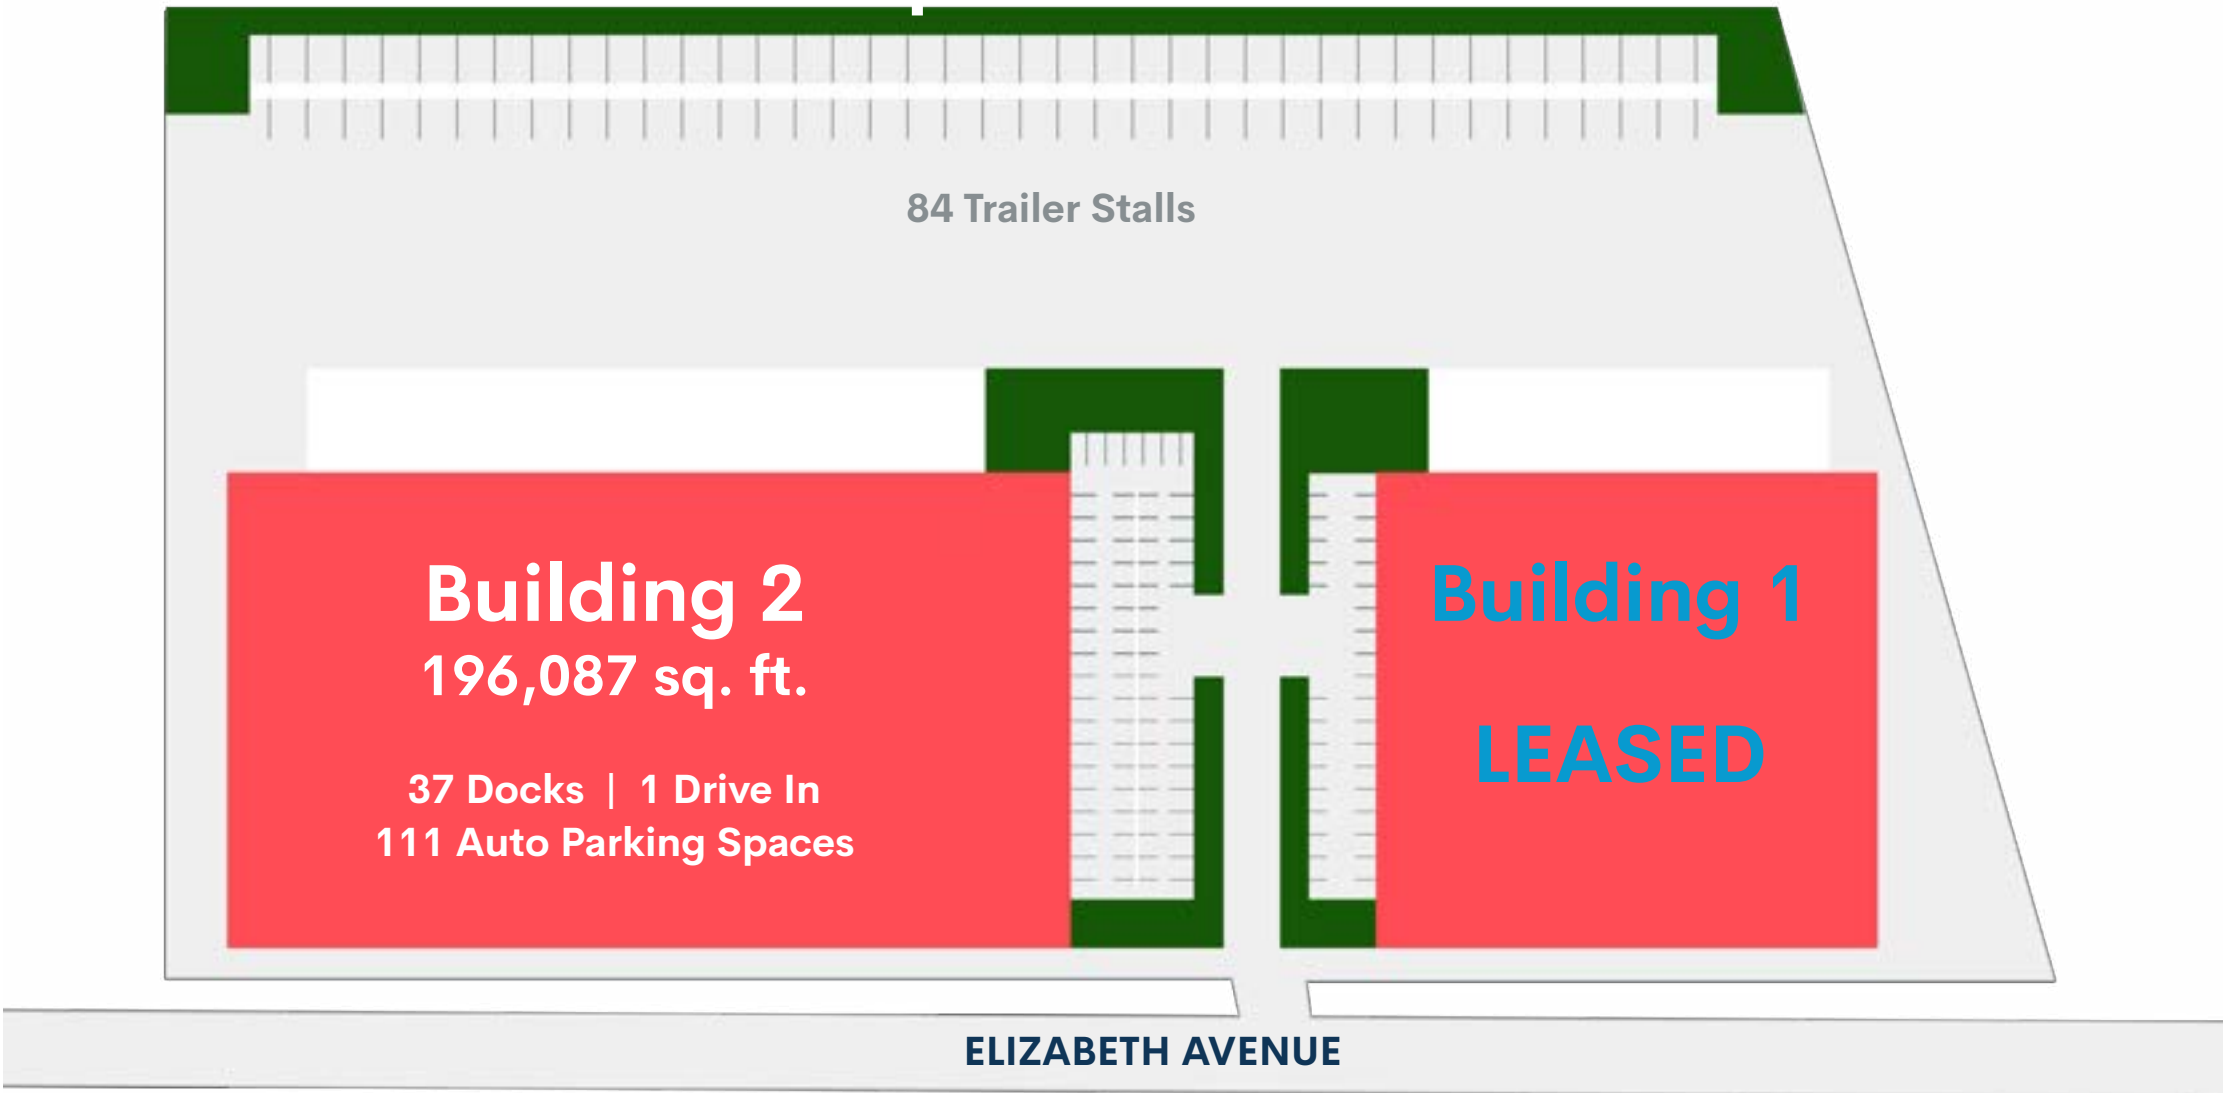 84 Trailer Stalls
Building 2
196,087 sq. ft.
37 Docks | 1 Drive In
111 Auto Parking Spaces
Building 1
LEASED
ELIZABETH AVENUE